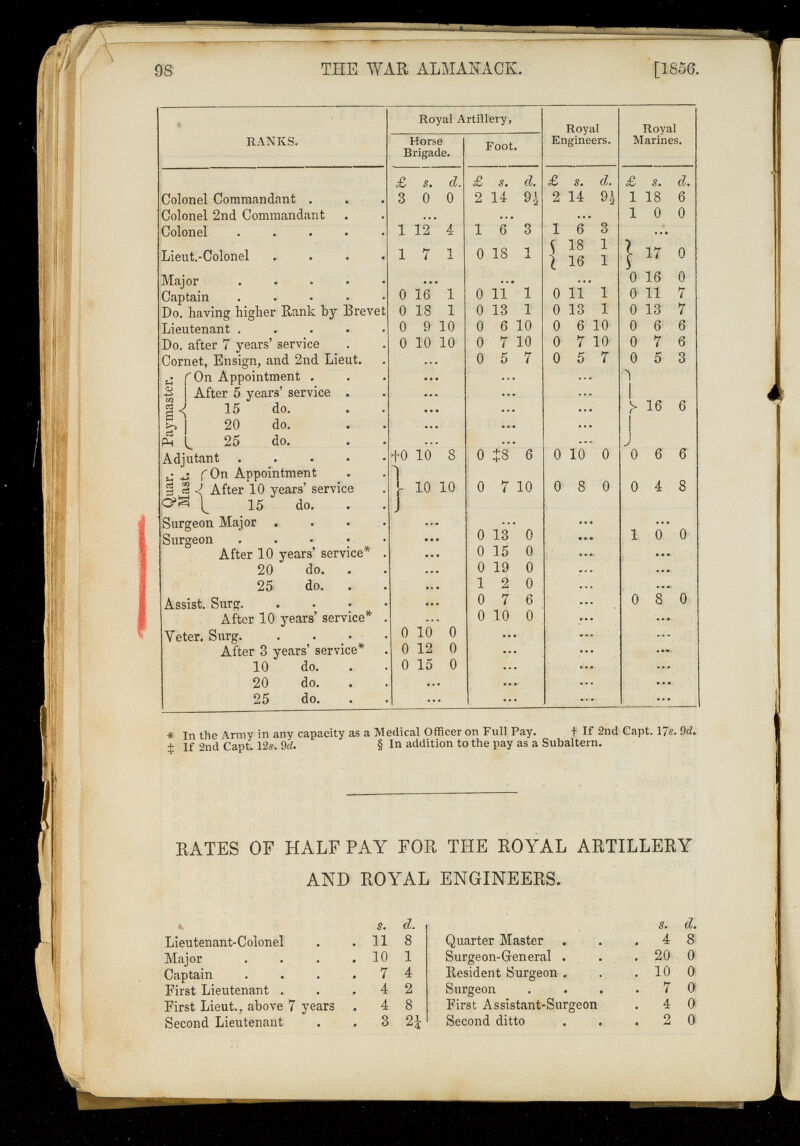 98 THE WAR ALMANACK. [1856.
RANKS. Royal Artillery, Royal Engineers. Royal Marines.
Horse Brigade. Foot.
£ s. d. £ s. d. £ s. d. £ s. d.
Colonel Commandant . . . 3 0 0 2 14 9½ 2 14 9½ 1 18 6
Colonel 2nd Commandant . . ... ... ... 1 0 0
Colonel . . . . . 1 12 4 1 6 3 1 6 3 ...
Lieut.-Colonel . . . . 1 7 1 0 18 1 { 18 1 / 16 1 } 17 0
Major . . . . . ... ... ... 0 16 0
Captain . . . . . 0 16 1 0 11 1 0 11 1 0 11 7
Do. having higher Rank by Brevet 0 18 1 0 13 1 0 13 1 0 13 7
Lieutenant . . . . . 0 9 10 0 6 10 0 6 10 0 6 6
Do. after 7 years' service . . 0 10 10 0 7 10 0 7 10 0 7 6
Cornet, Ensign, and 2nd Lieut. . ... 0 5 7 0 5 7 0 5 3
Paymaster. { On Appointment . . . ... ... ... }
After 5 years' service . . ... ... ...
15 do. . . ... ... ... } 16 6
20 do. . . ... ... ...
25 do. . . ... ... ...
Adjutant . . . . . †0 10 8 0 ‡8 6 0 10 0 0 6 6
Quar. Mast. { On Appointment . . }
After 10 years' service . } 10 10 0 7 10 0 8 0 0 4 8
15 do. . .
Surgeon Major . . . . ... ... ... ...
Surgeon . . . . . ... 0 13 0 ... 1 0 0
After 10 years' service* . ... 0 15 0 ... ...
20 do. . . ... 0 19 0 ... ...
25 do. . . ... 1 2 0 ... ...
Assist. Surg. . . . . ... 0 7 6 ... 0 8 0
After 10 years' service* . ... 0 10 0 ... ...
Veter. Surg. . . . . 0 10 0 ... ... ...
After 3 years' service* . 0 12 0 ... ... ...
10 do. . . 0 15 0 ... ... ...
20 do. . . ... ... ... ...
25 do. . . ... ... ... ...
* In the Army in any capacity as a Medical Officer on Full Pay. † If 2nd Capt. 17s. 9d.
‡ If 2nd Capt. 12s. 9d. § In addition to the pay as a Subaltern.
RATES OF HALF PAY FOR THE ROYAL ARTILLERY
AND ROYAL ENGINEERS.
s. d.
Lieutenant-Colonel . . 11 8
Major . . . . 10 1
Captain . . . . 7 4
First Lieutenant . . . 4 2
First Lieut., above 7 years . 4 8
Second Lieutenant . . 3 2¼
s. d.
Quarter Master . . . 4 8
Surgeon-General . . . 20 0
Resident Surgeon . . . 10 0
Surgeon . . . . 7 0
First Assistant-Surgeon . 4 0
Second ditto . . . 2 0